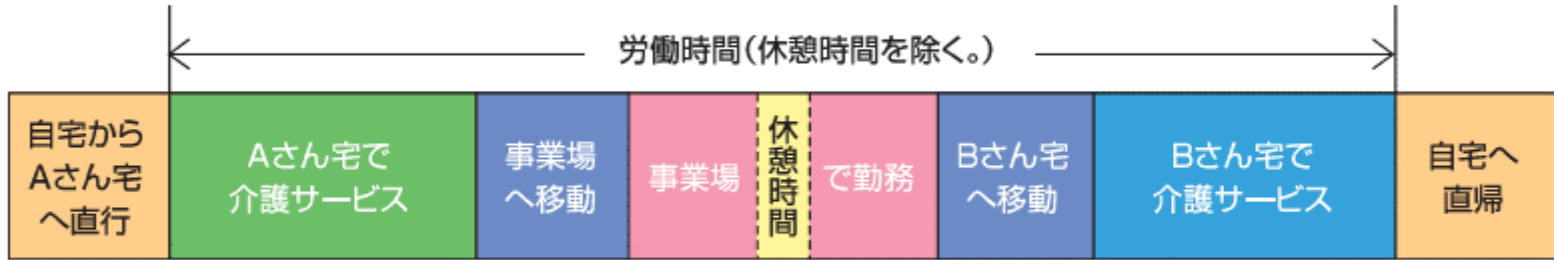 労働時間(休憩時間を除く。)
自宅から
Aさん宅
へ直行
Aさん宅で
介護サービス
事業場
へ移動
事業場
休憩時間
で勤務
Bさん宅
へ移動
Bさん宅で
介護サービス
自宅へ
直帰